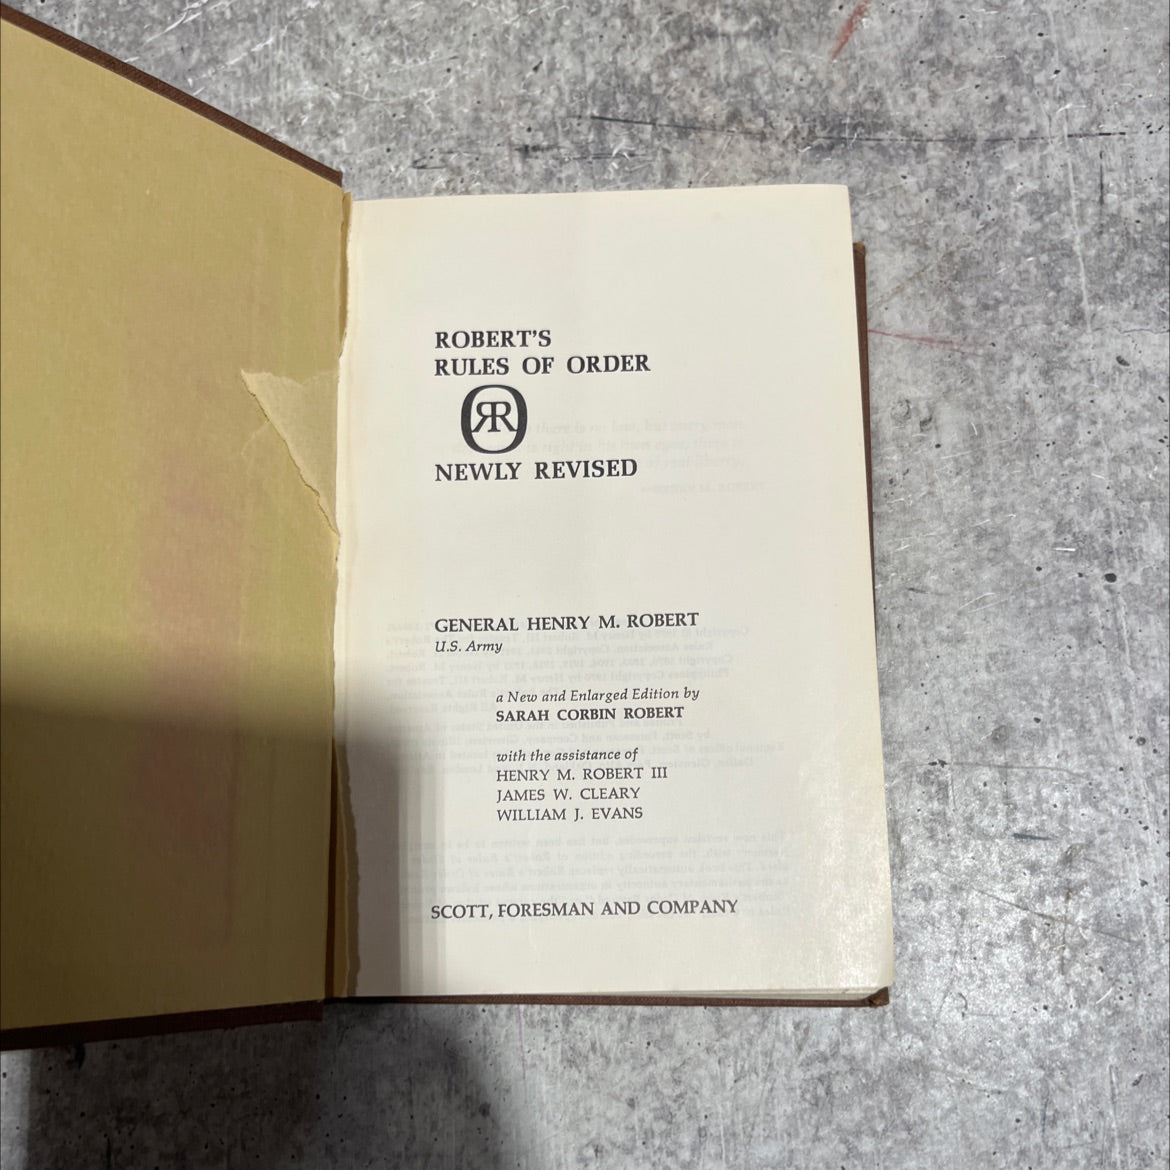 ROBERT'S
RULES OF ORDER
RR
NEWLY REVISED
GENERAL HENRY M. ROBERT
U.S. Army
a New and Enlarged Edition by
SARAH CORBIN ROBERT
with the assistance of
HENRY M. ROBERT III
JAMES W. CLEARY
WILLIAM J. EVANS
SCOTT, FORESMAN AND COMPANY